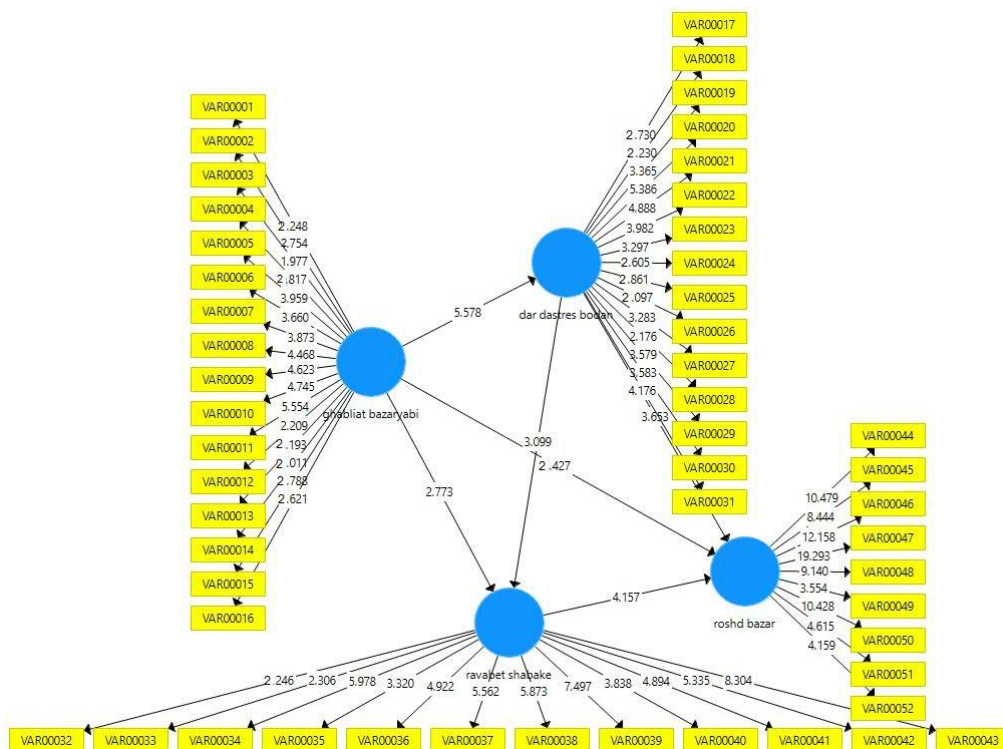 VAR00001
VAR00002
VAR00003
VAR00004
VAR00005
VAR00006
VAR00007
VAR00008
VAR00009
VAR00010
VAR00011
VAR00012
VAR00013
VAR00014
VAR00015
VAR00016
2.248
2.754
1.977
2.817
3.959
3.660
3.873
4.468
4.623
4.745
5.554
2.209
2.193
2.011
2.788
2.621
ghabliat bazaryabi
5.578
2.773
2.427
3.099
dar dastres bodan
2.730
2.230
3.365
5.386
4.888
3.982
3.297
2.605
2.861
2.097
3.283
2.176
3.579
3.583
4.176
3.653
VAR00017
VAR00018
VAR00019
VAR00020
VAR00021
VAR00022
VAR00023
VAR00024
VAR00025
VAR00026
VAR00027
VAR00028
VAR00029
VAR00030
VAR00031
4.157
roshd bazar
10.479
8.444
12.158
19.293
9.140
3.554
10.428
4.615
4.159
VAR00044
VAR00045
VAR00046
VAR00047
VAR00048
VAR00049
VAR00050
VAR00051
VAR00052
ravabet shabake
2.246
2.306
5.978
3.320
4.922
5.562
5.873
7.497
3.838
4.894
5.335
8.304
VAR00032
VAR00033
VAR00034
VAR00035
VAR00036
VAR00037
VAR00038
VAR00039
VAR00040
VAR00041
VAR00042
VAR00043